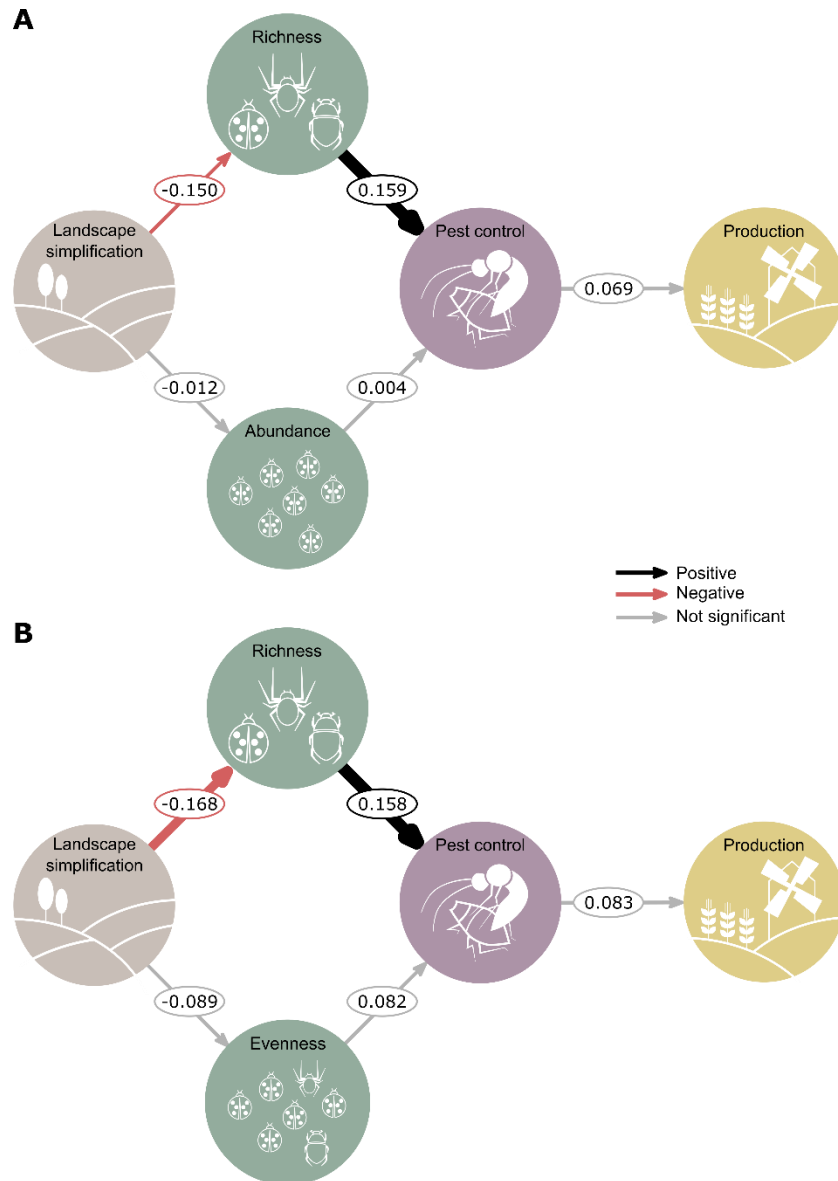 A
Richness
-0.150
0.159
Landscape
simplification
Pest control
Production
0.069
-0.012
0.004
Abundance
Positive
Negative
Not significant
B
Richness
-0.168
0.158
Landscape
simplification
Pest control
Production
0.083
-0.089
0.082
Evenness